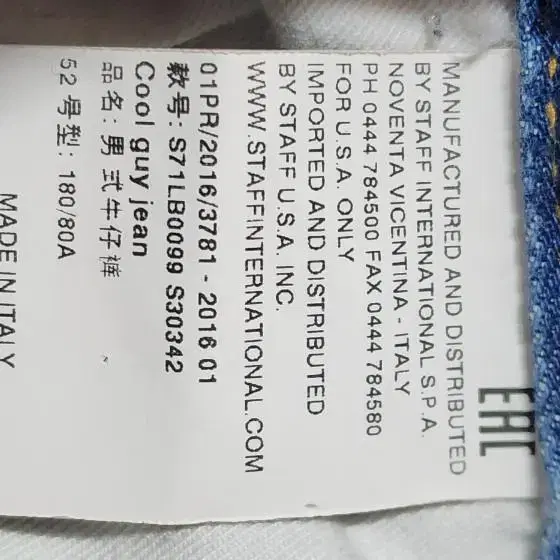 EAC
MANUFACTURED AND DISTRIBUTED
BY STAFF INTERNATIONAL S.P.A.
NOVENTA VICENTINA - ITALY
PH 0444 784500 FAX 0444 784580
FOR U.S.A. ONLY
IMPORTED AND DISTRIBUTED
BY STAFF U.S.A. INC.
WWW.STAFFINTERNATIONAL.COM
01PR/2016/3781 - 2016 01
款号: S71LB0099 S30342
Cool guy jean
品名: 男式牛仔裤
52 号型: 180/80A
MADE IN ITALY